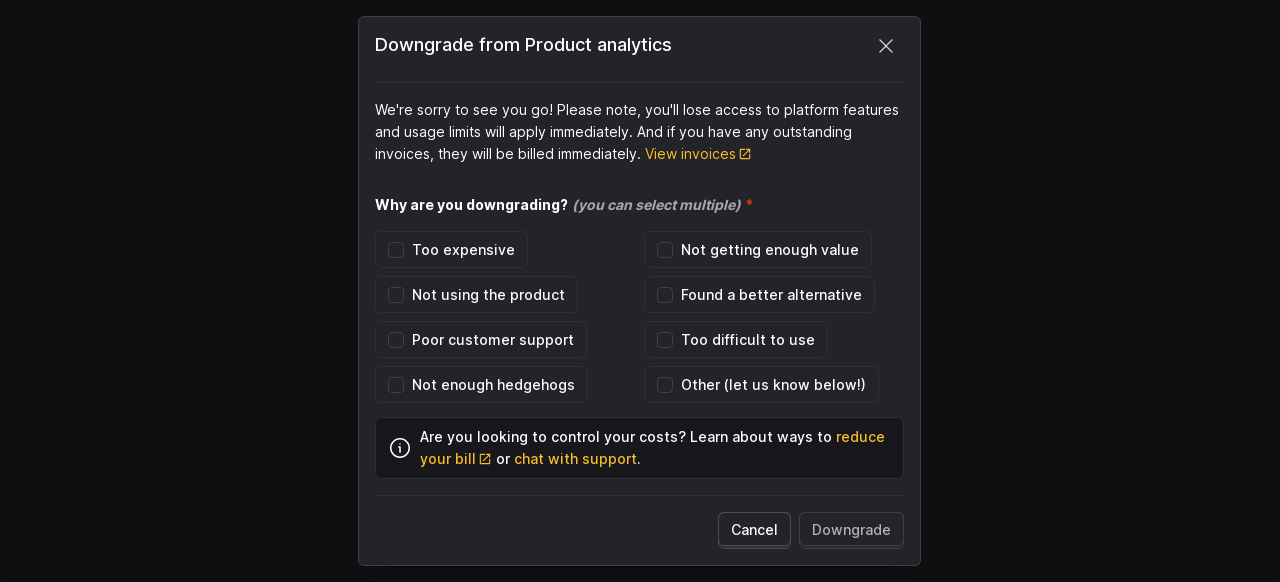 Downgrade from Product analytics
We're sorry to see you go! Please note, you'll lose access to platform features
and usage limits will apply immediately. And if you have any outstanding
invoices, they will be billed immediately. View invoices
Why are you downgrading? (you can select multiple) *
Too expensive
Not getting enough value
Not using the product
Found a better alternative
Poor customer support
Too difficult to use
Not enough hedgehogs
Other (let us know below!)
Are you looking to control your costs? Learn about ways to reduce
your bill or chat with support.
Cancel
Downgrade